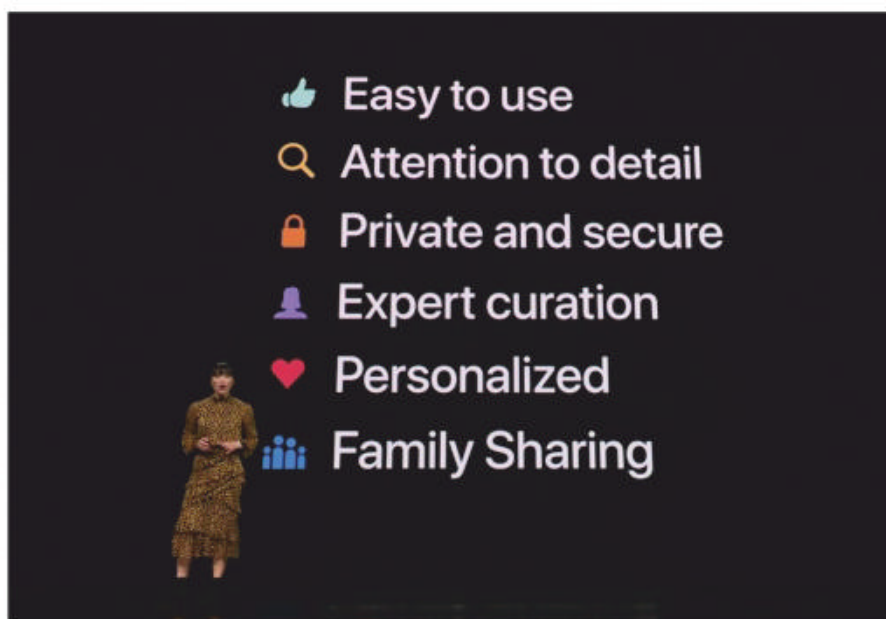 Easy to use
Attention to detail
Private and secure
Expert curation
Personalized
Family Sharing